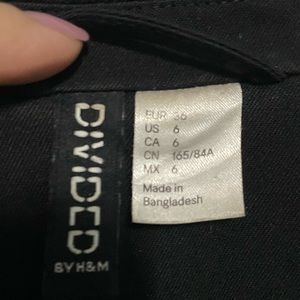 DIVIDED
BY H&M
EUR 36
US 6
CA 6
CN 165/84A
MX 6
Made in
Bangladesh